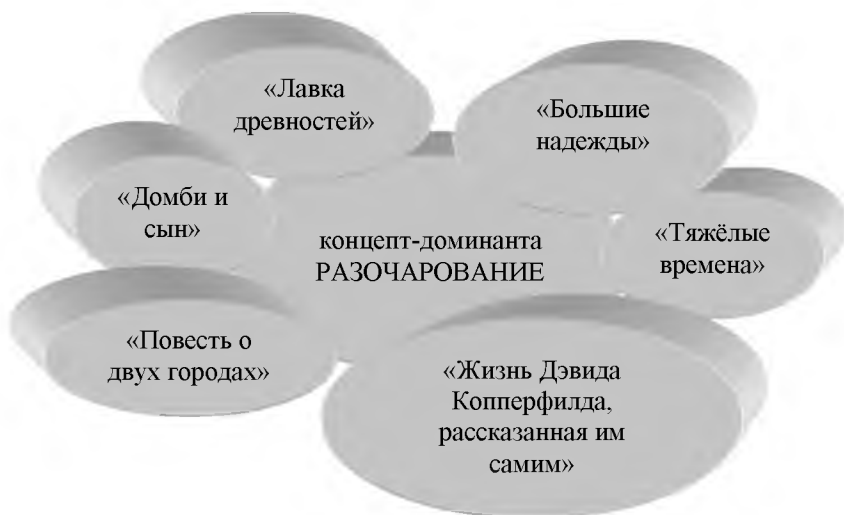 «Лавка
древностей»
«Большие
надежды»
«Домби и
сын»
концепт-доминанта
РАЗОЧАРОВАНИЕ
«Тяжёлые
времена»
«Повесть о
двух городах»
«Жизнь Дэвида
Копперфилда,
рассказанная им
самим»